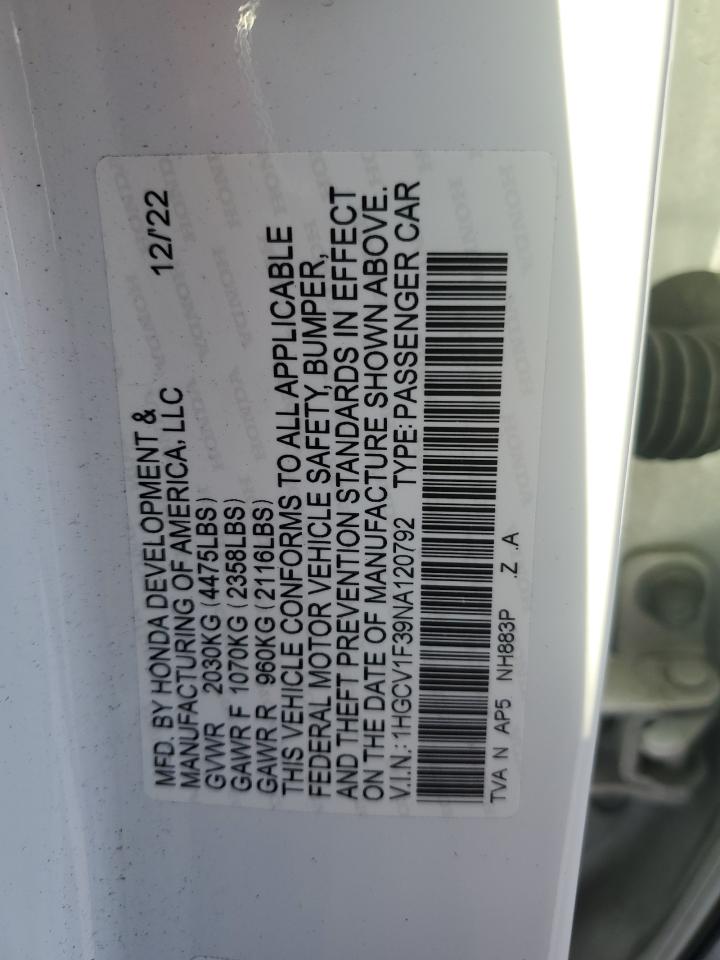 MFD. BY HONDA DEVELOPMENT & 12/'22
MANUFACTURING OF AMERICA, LLC
GVWR 2030KG (4475LBS)
GAWR F 1070KG (2358LBS)
GAWR R 960KG (2116LBS)
THIS VEHICLE CONFORMS TO ALL APPLICABLE
FEDERAL MOTOR VEHICLE SAFETY, BUMPER,
AND THEFT PREVENTION STANDARDS IN EFFECT
ON THE DATE OF MANUFACTURE SHOWN ABOVE.
V.I.N.: 1HGCV1F39NA120792 TYPE: PASSENGER CAR
TVA N AP5 NH883P .Z .A